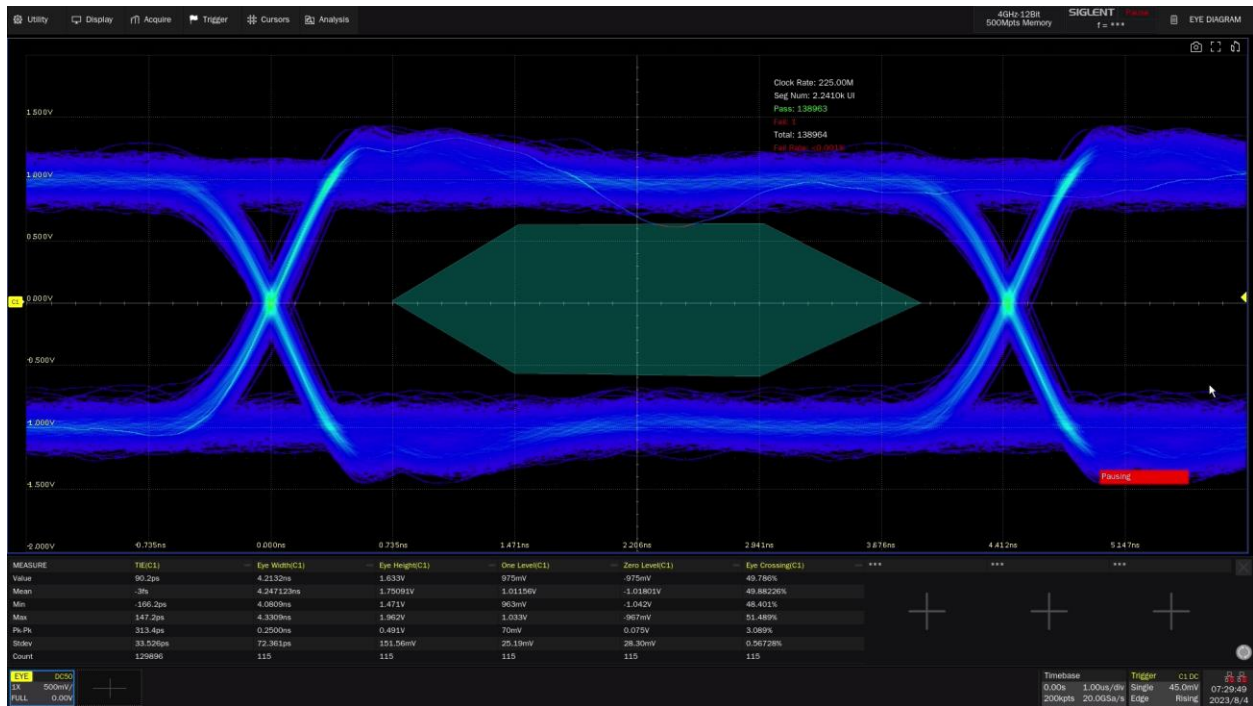 Utility Display Acquire Trigger Cursors Analysis
4GHz-12Bit
500Mpts Memory
SIGLENT Pause
f = ***
EYE DIAGRAM
Clock Rate: 225.00M
Seg Num: 2.2410k UI
Pass: 138963
Fail: 1
Total: 138964
1.500V
1.000V
0.500V
C1 0.000V
-0.500V
-1.000V
-1.500V
Pausing
-2.000V -0.735ns 0.000ns 0.735ns 1.471ns 2.206ns 2.941ns 3.676ns 4.412ns 5.147ns
MEASURE TIE(C1) Eye Width(C1) Eye Height(C1) One Level(C1) Zero Level(C1) Eye Crossing(C1) *** *** ***
Value 90.2ps 4.2132ns 1.633V 975mV -975mV 49.786%
Mean -3fs 4.247123ns 1.75091V 1.01156V -1.01801V 49.88226%
Min -166.2ps 4.0809ns 1.471V 963mV -1.042V 48.401%
Max 147.2ps 4.3309ns 1.962V 1.033V -967mV 51.489%
Pk-Pk 313.4ps 0.2500ns 0.491V 70mV 0.075V 3.089%
Stdev 33.526ps 72.361ps 151.56mV 25.19mV 28.30mV 0.56728%
Count 129896 115 115 115 115 115
EYE DC50
1X 500mV/
FULL 0.00V
Timebase
0.00s 1.00us/div
200kpts 20.0GSa/s
Trigger C1 DC
Single 45.0mV
Edge Rising
07:29:49
2023/8/4